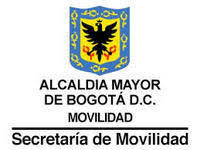 ALCALDIA MAYOR
DE BOGOTÁ D.C.
MOVILIDAD
Secretaría de Movilidad